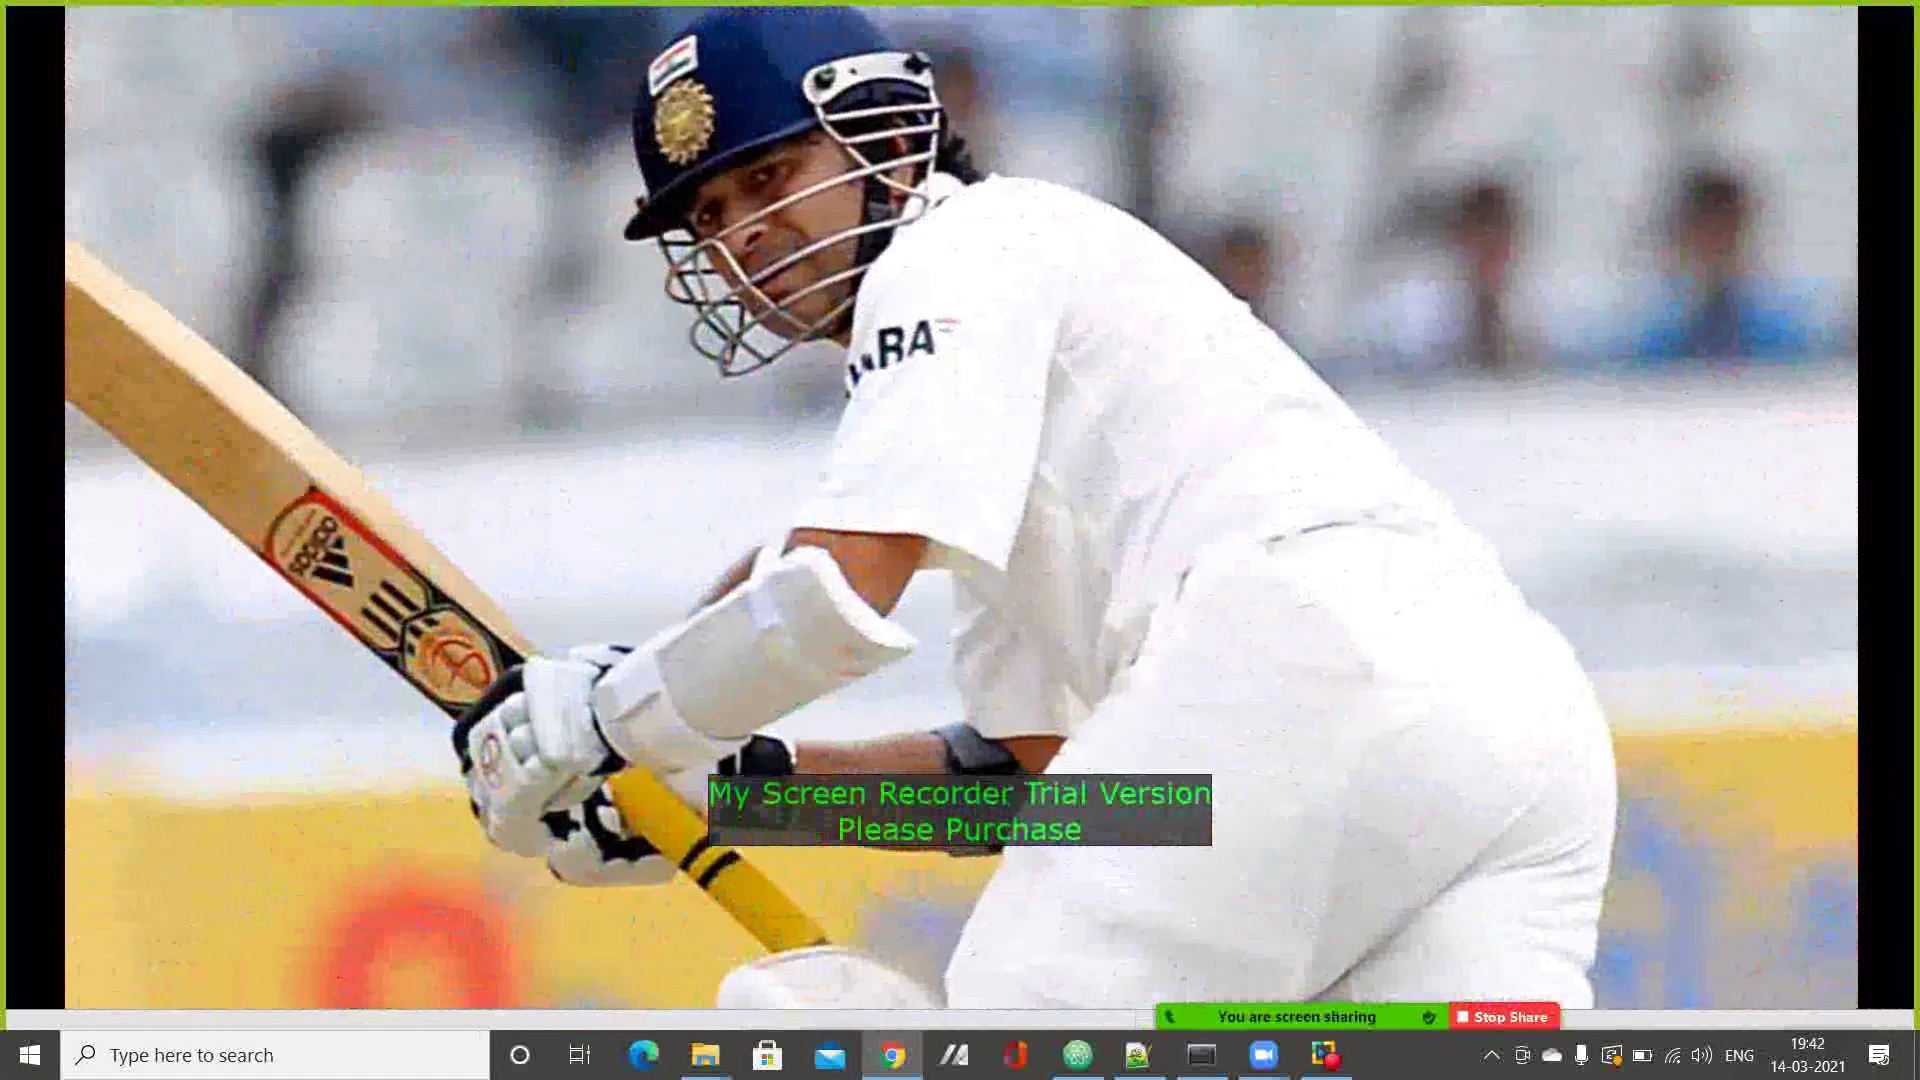 adidas
My Screen Recorder Trial Version
Please Purchase
You are screen sharing
Stop Share
Type here to search
ENG
19:42
14-03-2021